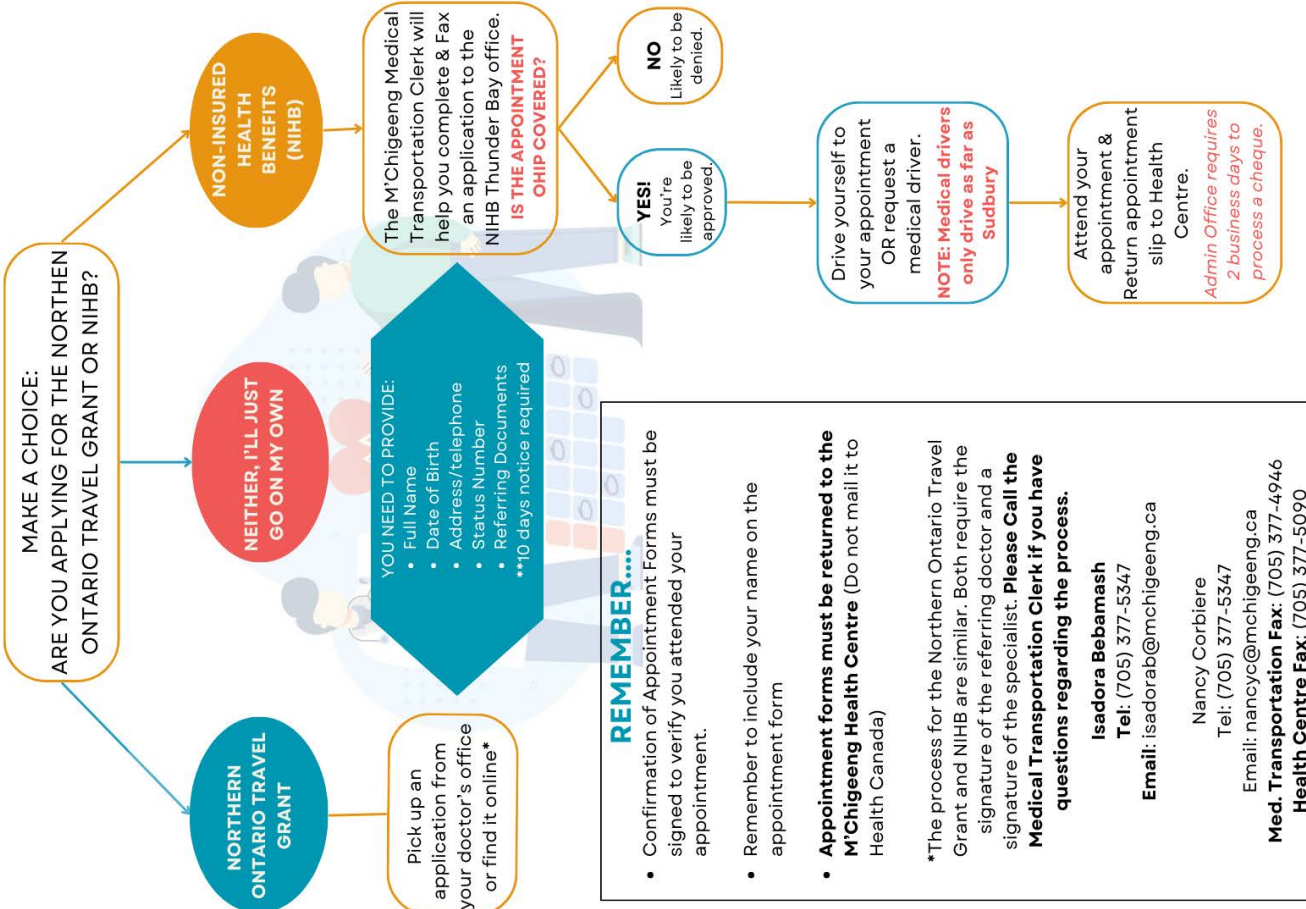 MAKE A CHOICE:
ARE YOU APPLYING FOR THE NORTHEN
ONTARIO TRAVEL GRANT OR NIHB?
NORTHERN
ONTARIO TRAVEL
GRANT
NEITHER, I'LL JUST
GO ON MY OWN
NON-INSURED
HEALTH
BENEFITS
(NIHB)
Pick up an
application from
your doctor's office
or find it online*
YOU NEED TO PROVIDE:
• Full Name
• Date of Birth
• Address/telephone
• Status Number
• Referring Documents
**10 days notice required
The M'Chigeeng Medical
Transportation Clerk will
help you complete & Fax
an application to the
NIHB Thunder Bay office.
IS THE APPOINTMENT
OHIP COVERED?
YES!
You're
likely to be
approved.
NO
Likely to be
denied.
Drive yourself to
your appointment
OR request a
medical driver.
NOTE: Medical drivers
only drive as far as
Sudbury
Attend your
appointment &
Return appointment
slip to Health
Centre.
Admin Office requires
2 business days to
process a cheque.
REMEMBER....
• Confirmation of Appointment Forms must be
signed to verify you attended your
appointment.
• Remember to include your name on the
appointment form
• Appointment forms must be returned to the
M'Chigeeng Health Centre (Do not mail it to
Health Canada)
*The process for the Northern Ontario Travel
Grant and NIHB are similar. Both require the
signature of the referring doctor and a
signature of the specialist. Please Call the
Medical Transportation Clerk if you have
questions regarding the process.
Isadora Bebamash
Tel: (705) 377-5347
Email: isadorab@mchigeeng.ca
Nancy Corbiere
Tel: (705) 377-5347
Email: nancyc@mchigeeng.ca
Med. Transportation Fax: (705) 377-4946
Health Centre Fax: (705) 377-5090